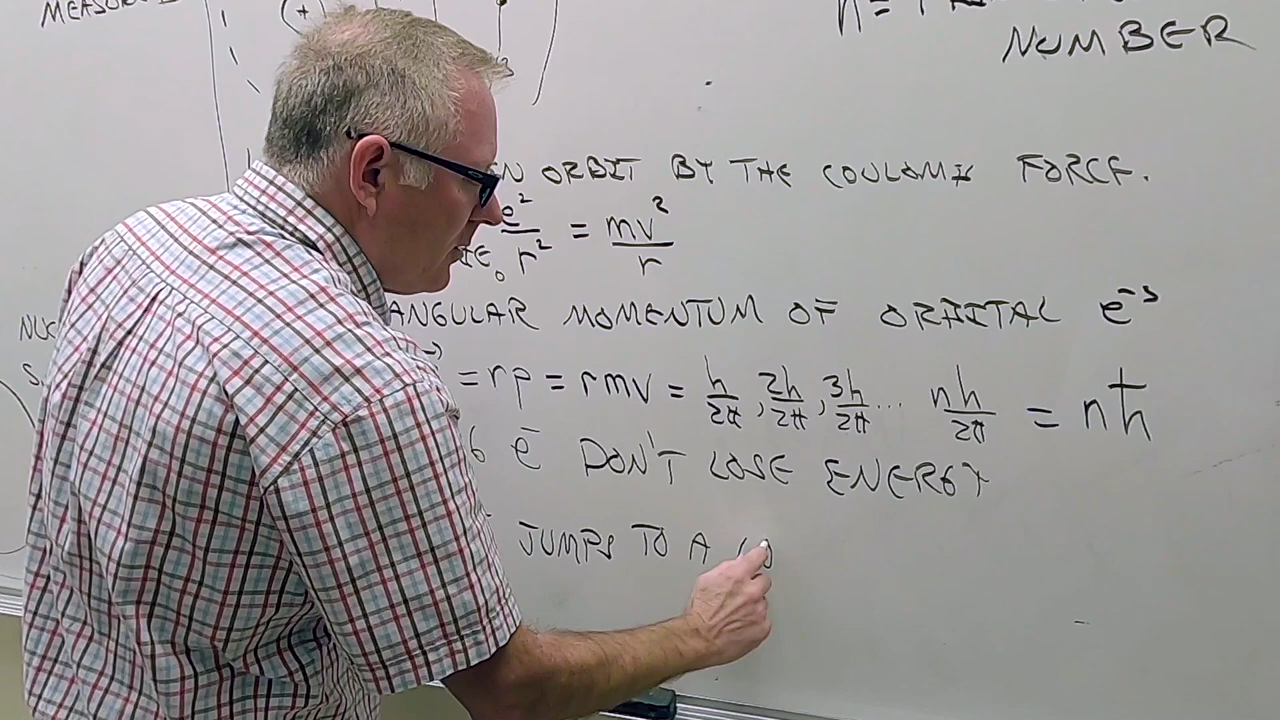 (+)
n=
NUMBER
N ORBIT BY THE COULOMB FORCE.
e²/r² = mv²/r
ANGULAR MOMENTUM OF ORBITAL e⁻s
= rp = rmv = h/2π, 2h/2π, 3h/2π... nh/2π = nħ
e⁻ DON'T LOSE ENERGY
JUMPS TO A